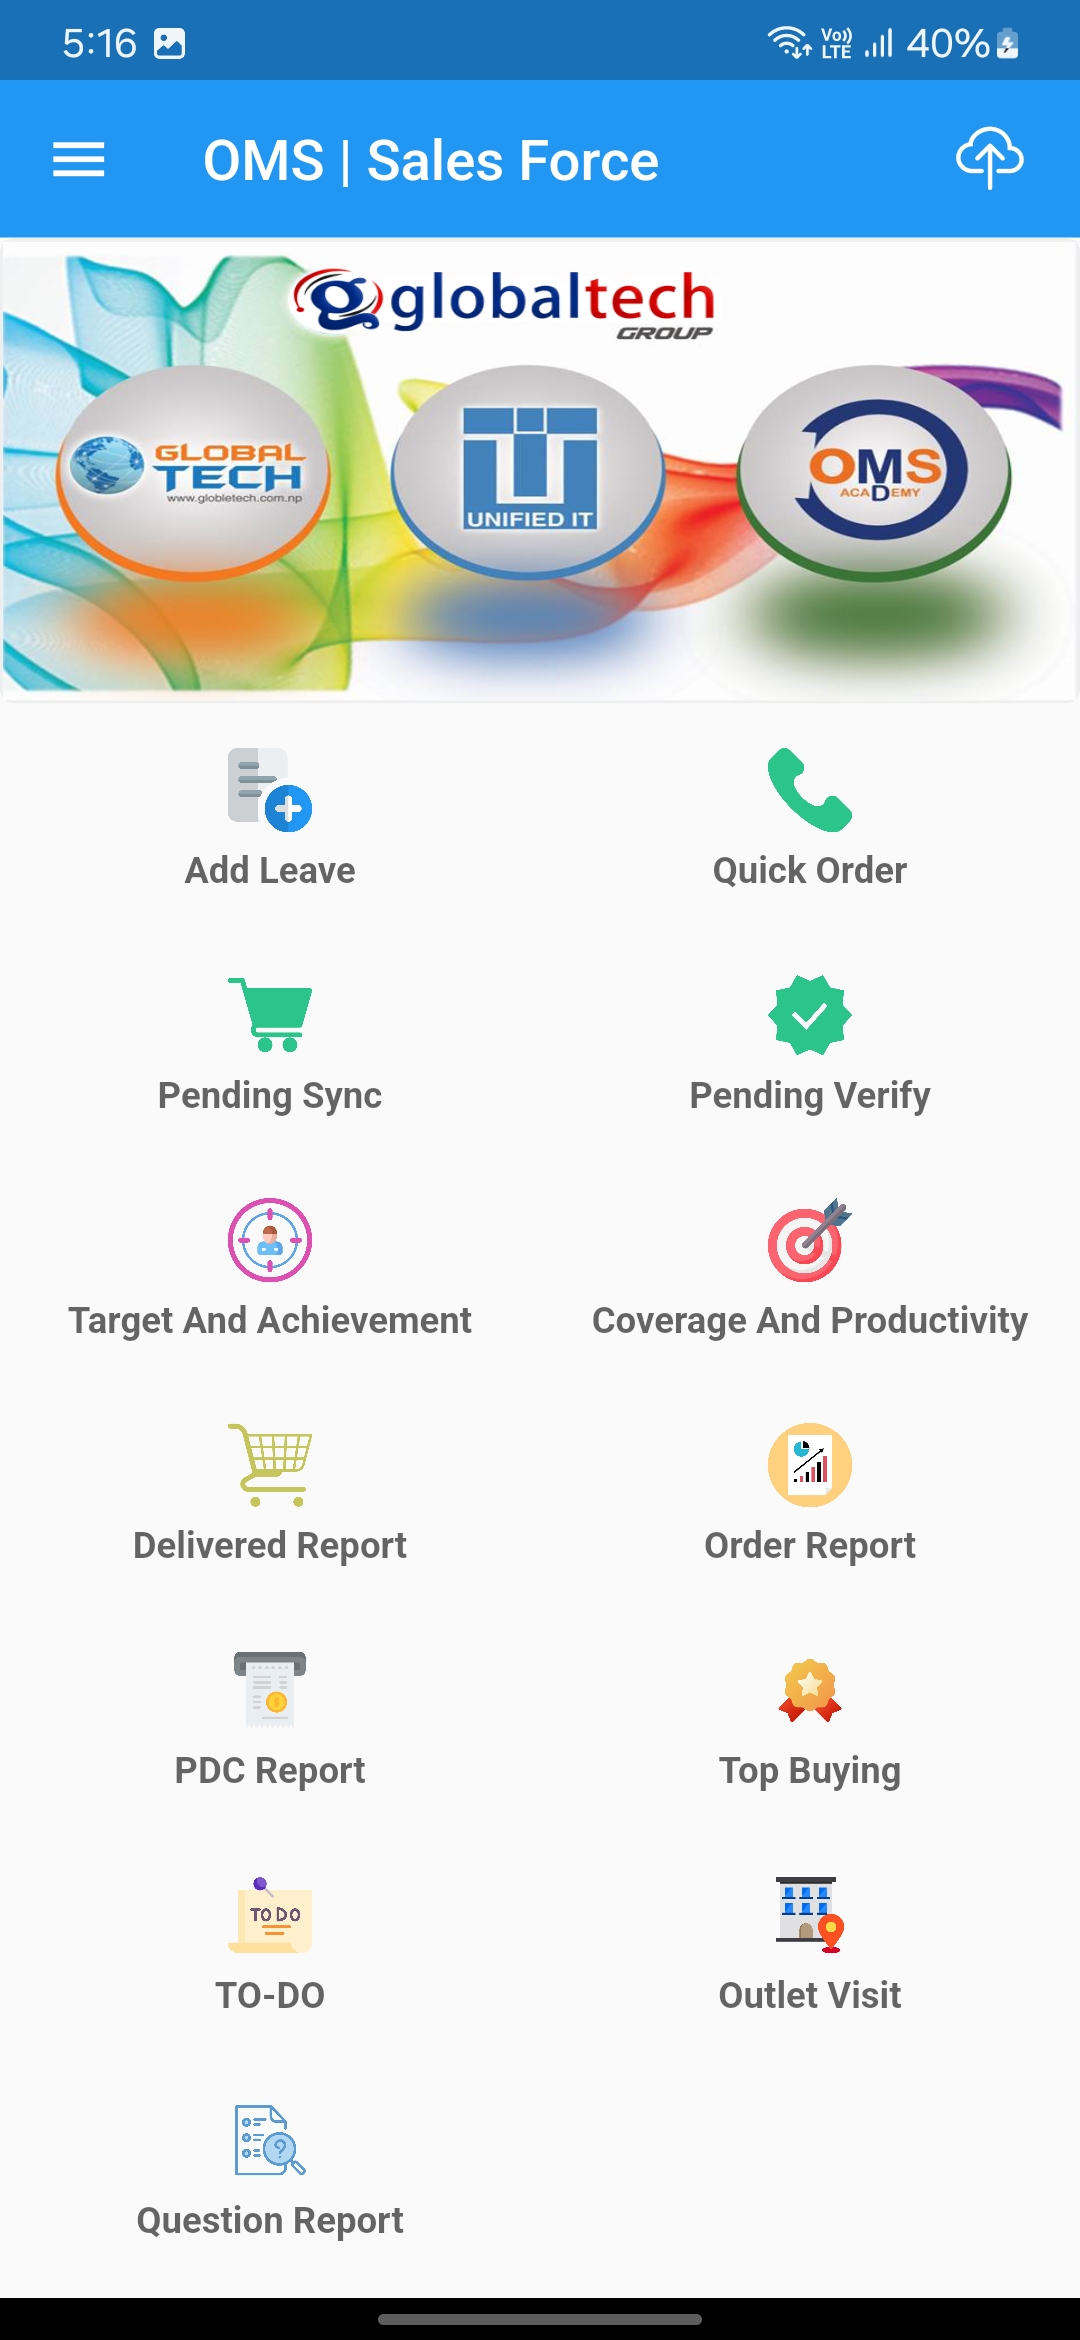 5:16 Vo)) LTE 40%
OMS | Sales Force
globaltech
GROUP
GLOBAL
TECH
www.globletech.com.np
UNIFIED IT
OMS
ACADEMY
Add Leave Quick Order
Pending Sync Pending Verify
Target And Achievement Coverage And Productivity
Delivered Report Order Report
PDC Report Top Buying
TO DO
TO-DO Outlet Visit
?
Question Report